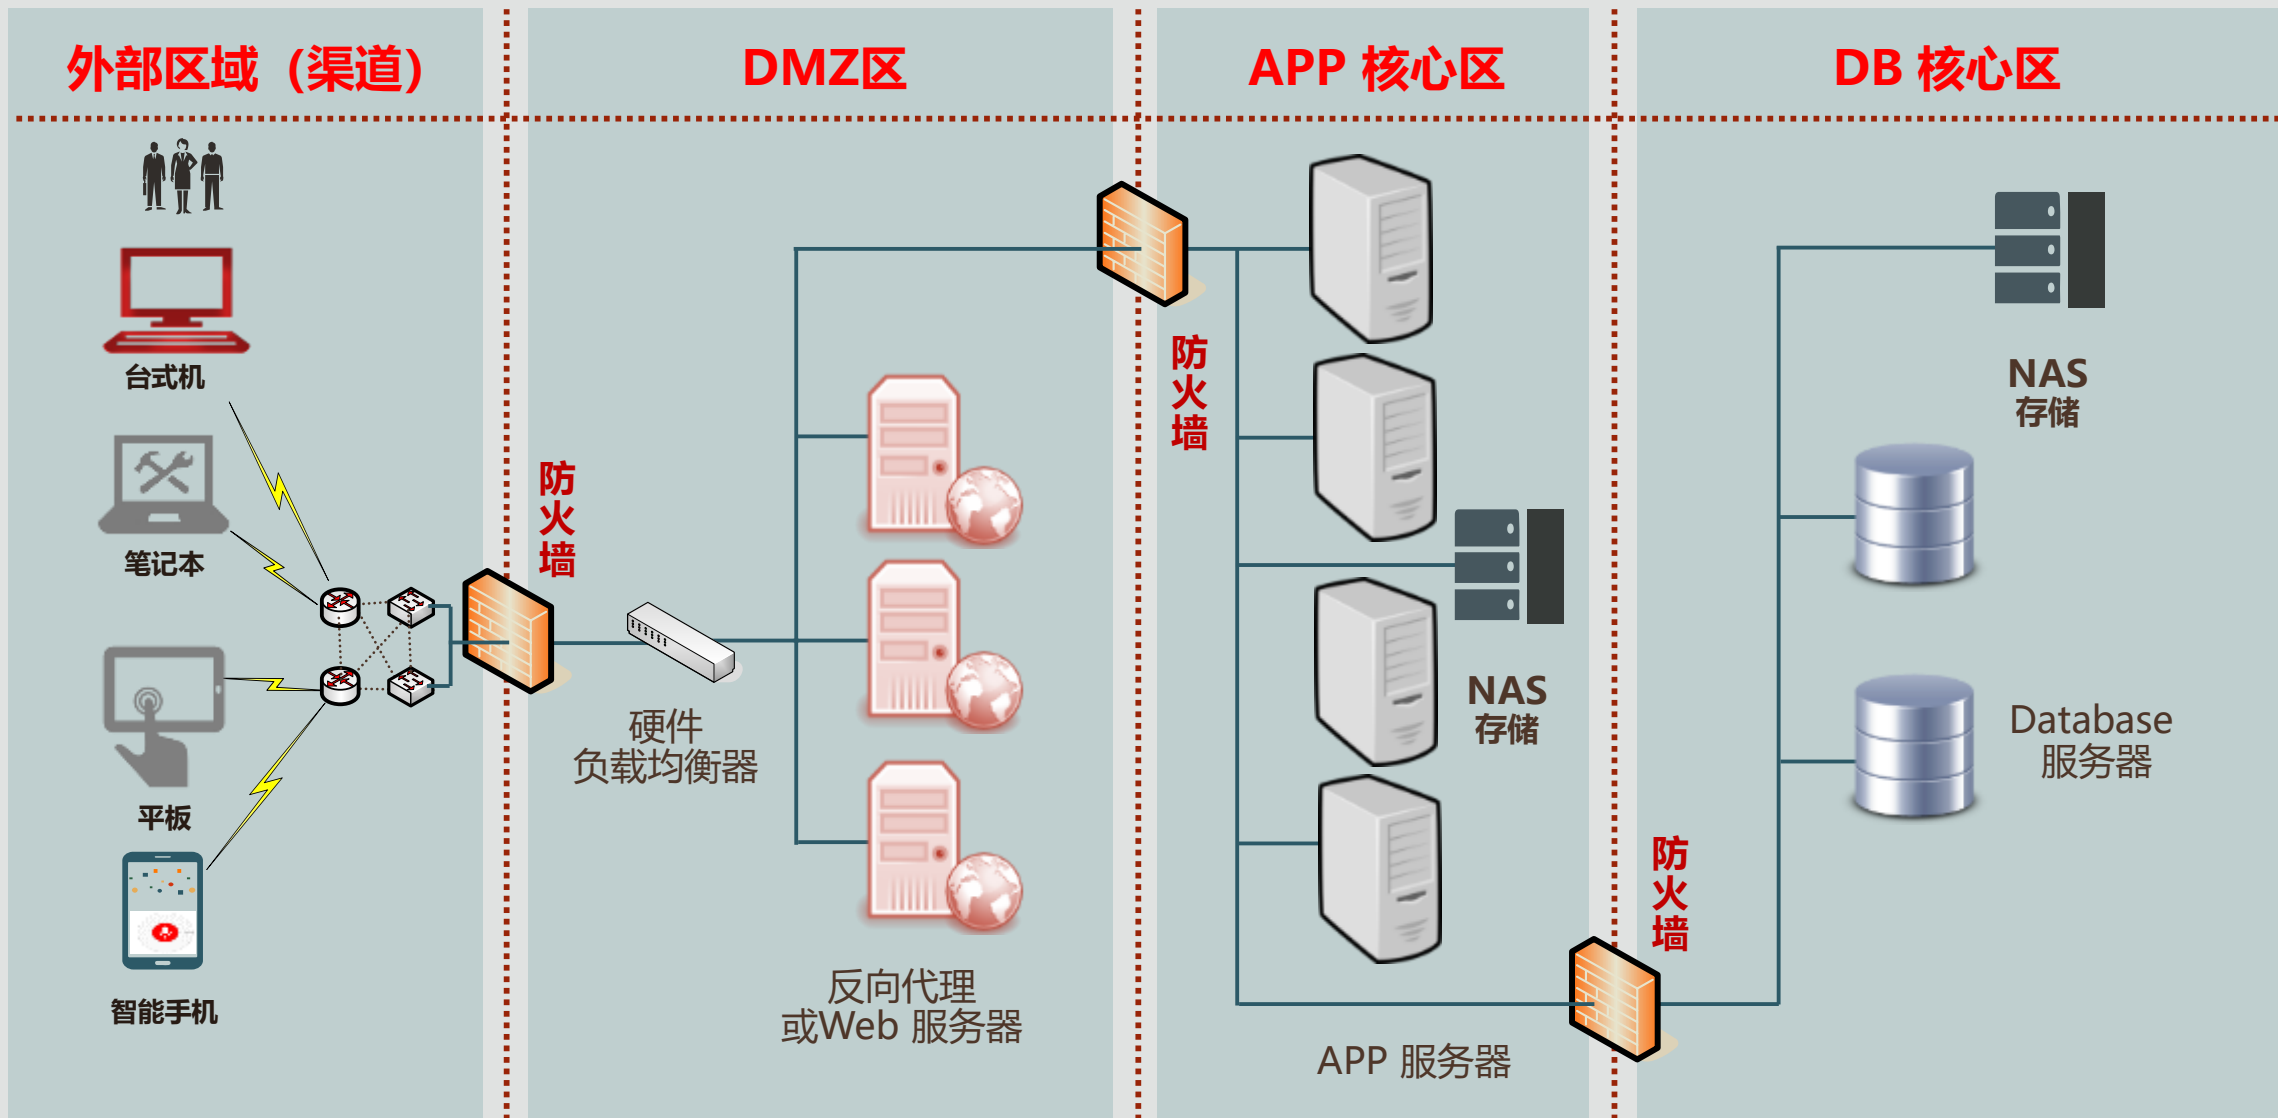 外部区域（渠道）
DMZ区
APP 核心区
DB 核心区
台式机
笔记本
平板
智能手机
防
火
墙
硬件
负载均衡器
反向代理
或Web 服务器
防
火
墙
NAS
存储
APP 服务器
防
火
墙
NAS
存储
Database
服务器